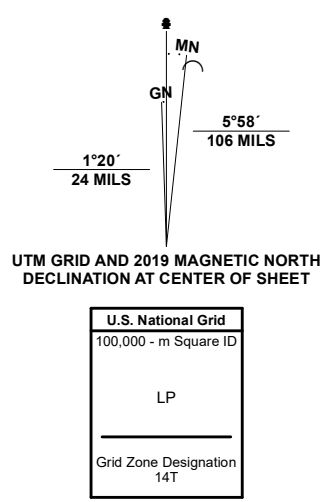 MN
GN
5°58´
106 MILS
1°20´
24 MILS
UTM GRID AND 2019 MAGNETIC NORTH
DECLINATION AT CENTER OF SHEET
U.S. National Grid
100,000 - m Square ID
LP
Grid Zone Designation
14T